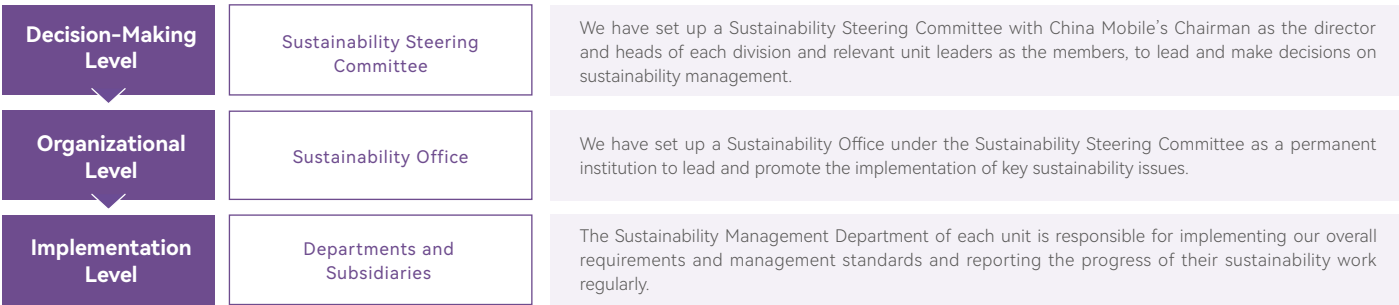 Decision-Making
Level
Sustainability Steering
Committee
We have set up a Sustainability Steering Committee with China Mobile's Chairman as the director
and heads of each division and relevant unit leaders as the members, to lead and make decisions on
sustainability management.
Organizational
Level
Sustainability Office
We have set up a Sustainability Office under the Sustainability Steering Committee as a permanent
institution to lead and promote the implementation of key sustainability issues.
Implementation
Level
Departments and
Subsidiaries
The Sustainability Management Department of each unit is responsible for implementing our overall
requirements and management standards and reporting the progress of their sustainability work
regularly.